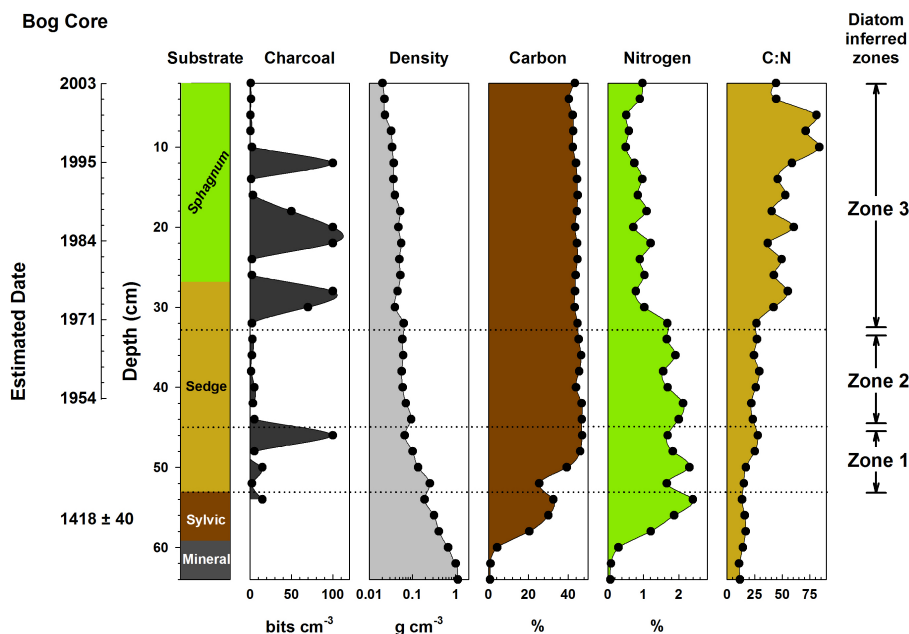 Bog Core
Diatom
inferred
zones
Substrate Charcoal Density Carbon Nitrogen C:N
Estimated Date
2003
1995
1984
1971
1954
1418 ± 40
Depth (cm)
10
20
30
40
50
60
Sphagnum
Sedge
Sylvic
Mineral
Zone 3
Zone 2
Zone 1
0 50 100 0.01 0.1 1 0 20 40 0 1 2 0 25 50 75
bits cm-3 g cm-3 % %